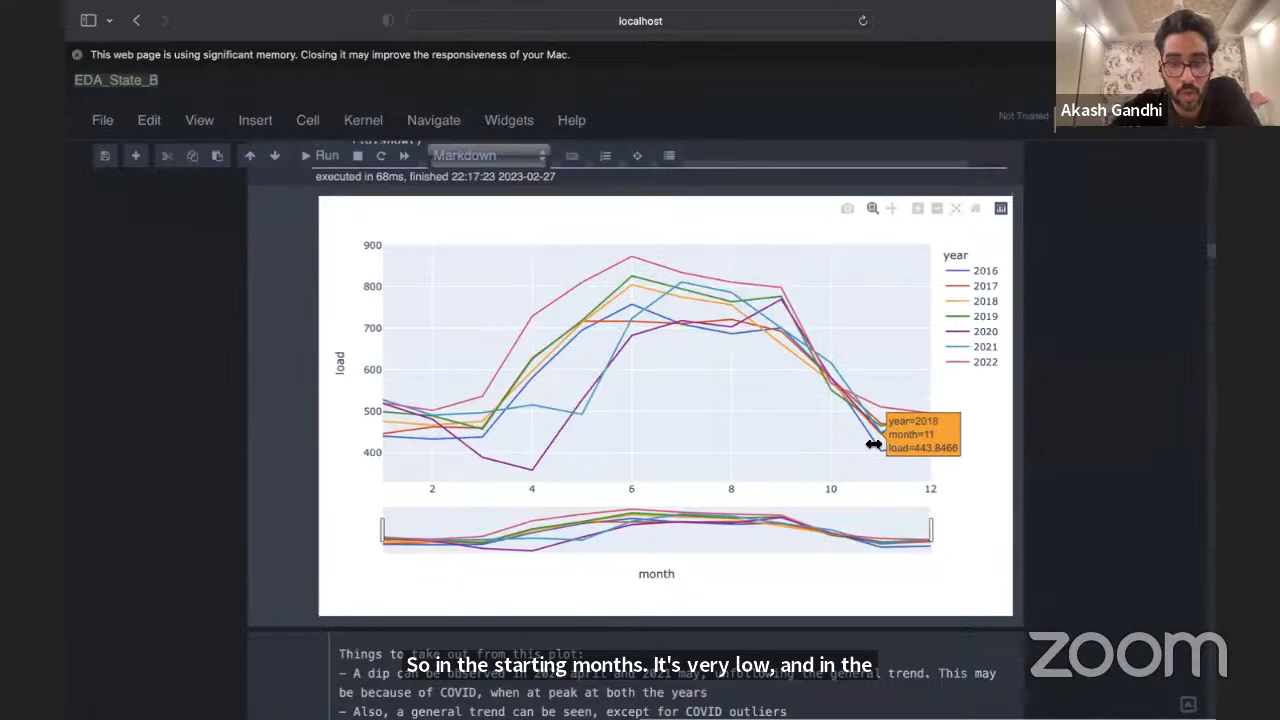 localhost
This web page is using significant memory. Closing it may improve the responsiveness of your Mac.
EDA_State_B
Akash Gandhi
File Edit View Insert Cell Kernel Navigate Widgets Help
Not Trusted
Run Markdown
executed in 68ms, finished 22:17:23 2023-02-27
900
800
700
600
500
400
load
2 4 6 8 10 12
month
year
2016
2017
2018
2019
2020
2021
2022
year=2018
month=11
load=443.8466
Things to take out from this plot:
So in the starting months. It's very low, and in the
– A dip can be observed in 2020 april and 2021 may, unfollowing the general trend. This may
be because of COVID, when at peak at both the years
– Also, a general trend can be seen, except for COVID outliers
zoom